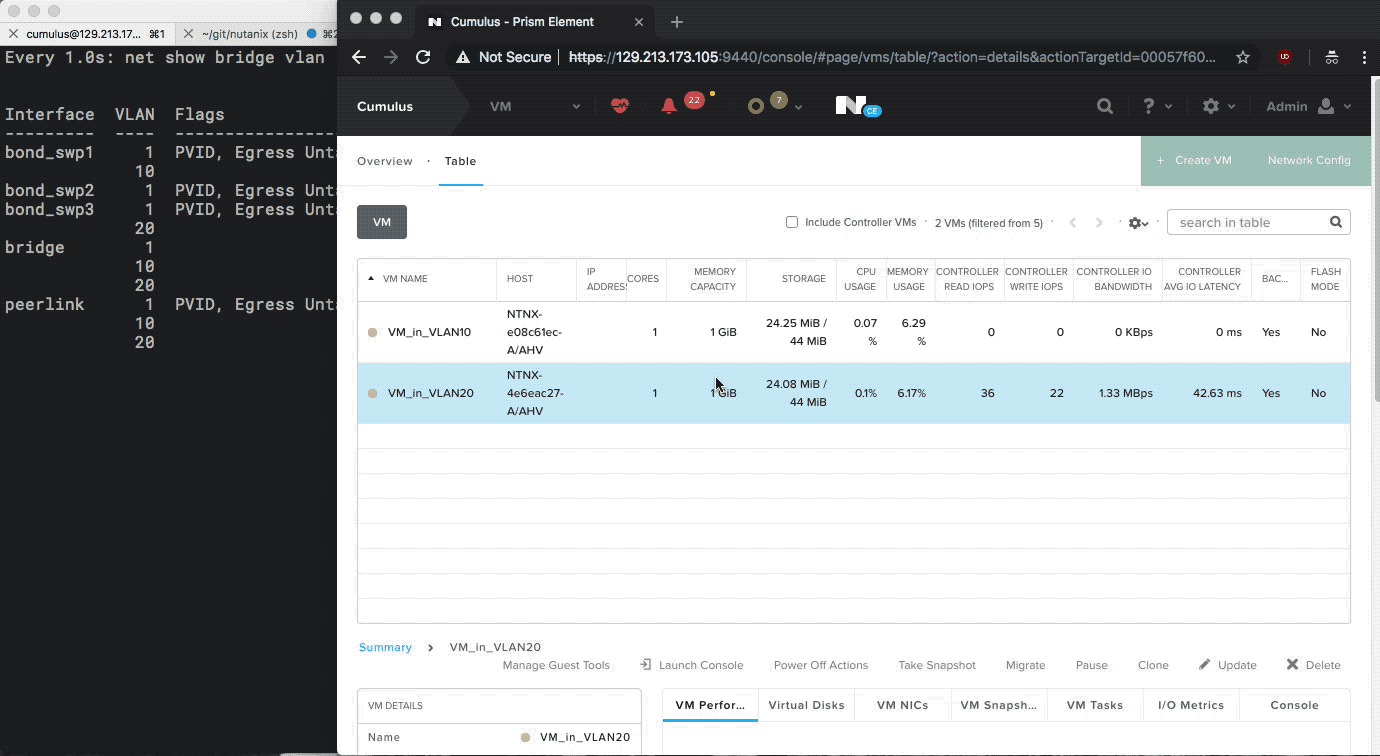 cumulus@129.213.17... ⌘1
~/git/nutanix (zsh) ⌘2
Every 1.0s: net show bridge vlan
Interface VLAN Flags
--------- ---- ----------------
bond_swp1 1 PVID, Egress Unt
10
bond_swp2 1 PVID, Egress Unt
bond_swp3 1 PVID, Egress Unt
20
bridge 1
10
20
peerlink 1 PVID, Egress Unt
10
20
Cumulus - Prism Element
Not Secure https://129.213.173.105:9440/console/#page/vms/table/?action=details&actionTargetId=00057f60...
Cumulus VM 22 7 N CE ? Admin
Overview · Table
+ Create VM Network Config
VM
Include Controller VMs · 2 VMs (filtered from 5) · < > · · search in table
VM NAME HOST IP ADDRES CORES MEMORY CAPACITY STORAGE CPU USAGE MEMORY USAGE CONTROLLER READ IOPS CONTROLLER WRITE IOPS CONTROLLER IO BANDWIDTH CONTROLLER AVG IO LATENCY BAC... FLASH MODE
VM_in_VLAN10 NTNX-e08c61ec-A/AHV 1 1 GiB 24.25 MiB / 44 MiB 0.07 % 6.29 % 0 0 0 KBps 0 ms Yes No
VM_in_VLAN20 NTNX-4e6eac27-A/AHV 1 1 GiB 24.08 MiB / 44 MiB 0.1% 6.17% 36 22 1.33 MBps 42.63 ms Yes No
Summary > VM_in_VLAN20
Manage Guest Tools Launch Console Power Off Actions Take Snapshot Migrate Pause Clone Update Delete
VM DETAILS
Name VM_in_VLAN20
VM Perfor... Virtual Disks VM NICs VM Snapsh... VM Tasks I/O Metrics Console